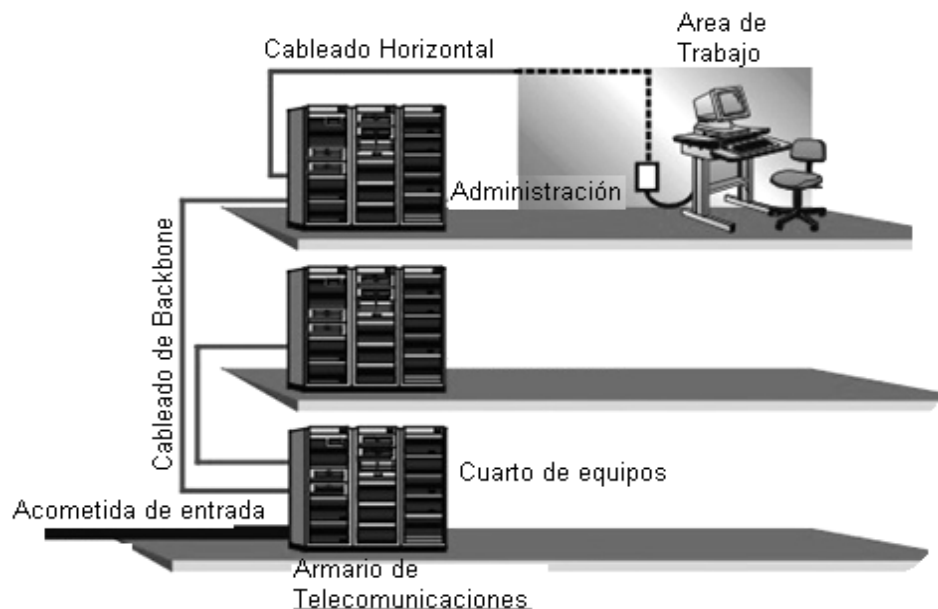 Cableado Horizontal
Area de
Trabajo
Administración
Cableado de Backbone
Cuarto de equipos
Acometida de entrada
Armario de
Telecomunicaciones